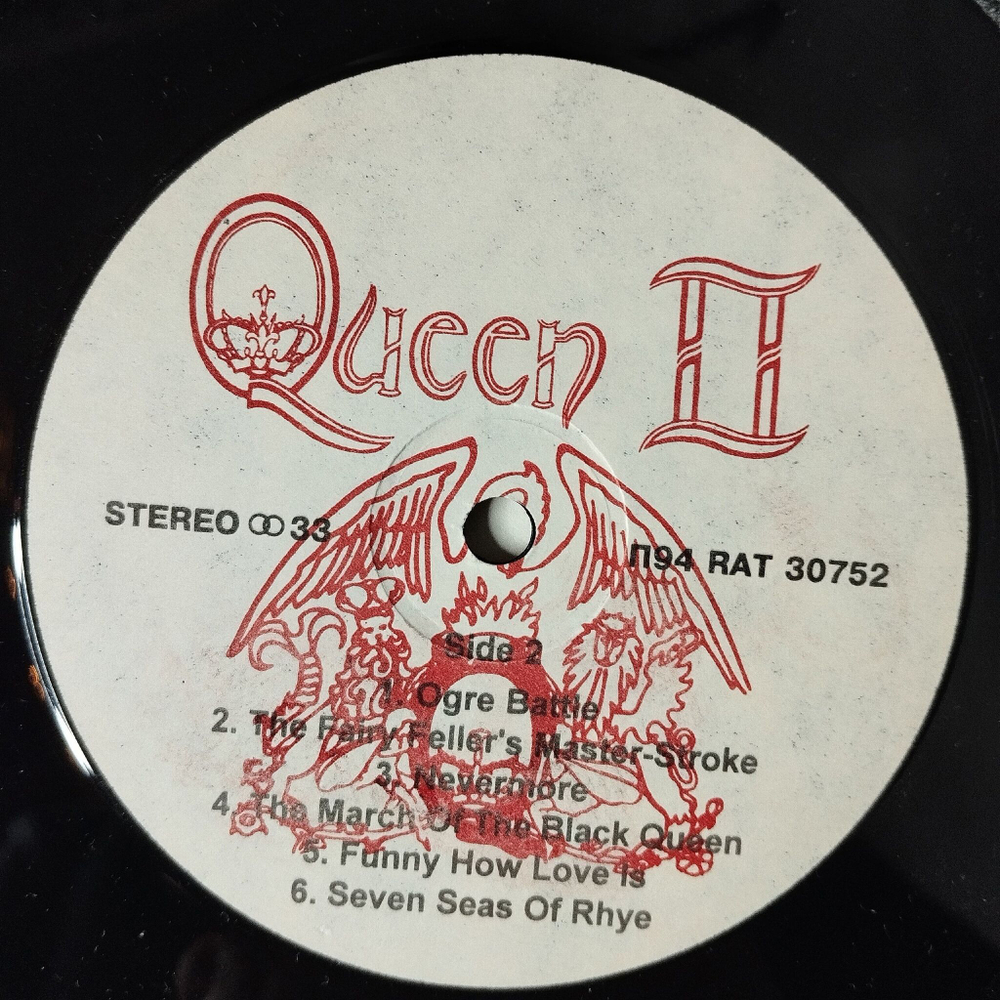 Queen II
STEREO 33
П94 RAT 30752
Side 2
1. Ogre Battle
2. The Fairy Feller's Master-Stroke
3. Nevermore
4. The March Of The Black Queen
5. Funny How Love Is
6. Seven Seas Of Rhye